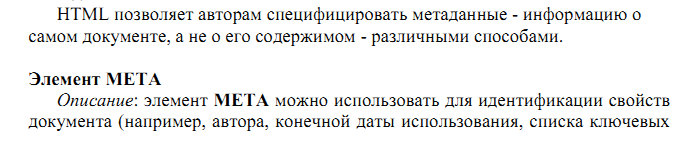 HTML позволяет авторам специфицировать метаданные - информацию о
самом документе, а не о его содержимом - различными способами.
Элемент META
Описание: элемент META можно использовать для идентификации свойств
документа (например, автора, конечной даты использования, списка ключевых